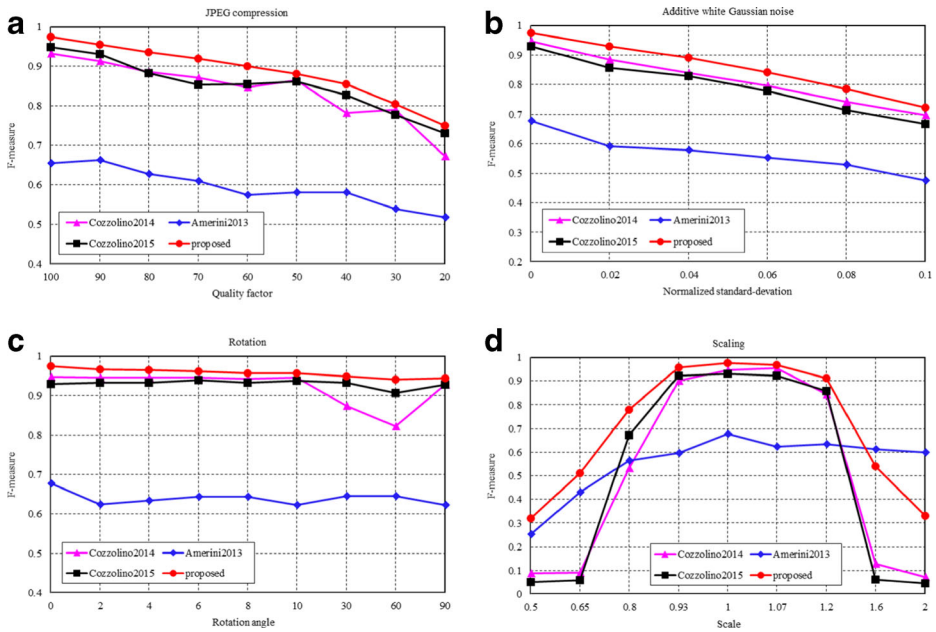 a
JPEG compression
1
0.9
0.8
0.7
0.6
0.5
0.4
F-measure
Cozzolino2014
Amerini2013
Cozzolino2015
proposed
100 90 80 70 60 50 40 30 20
Quality factor
b
Additive white Gaussian noise
1
0.9
0.8
0.7
0.6
0.5
0.4
0.3
0.2
F-measure
Cozzolino2014
Amerini2013
Cozzolino2015
proposed
0 0.02 0.04 0.06 0.08 0.1
Normalized standard-devation
c
Rotation
1
0.9
0.8
0.7
0.6
0.5
0.4
F-measure
Cozzolino2014
Amerini2013
Cozzolino2015
proposed
0 2 4 6 8 10 30 60 90
Rotation angle
d
Scaling
1
0.9
0.8
0.7
0.6
0.5
0.4
0.3
0.2
0.1
0
F-measure
Cozzolino2014
Amerini2013
Cozzolino2015
proposed
0.5 0.65 0.8 0.93 1 1.07 1.2 1.6 2
Scale